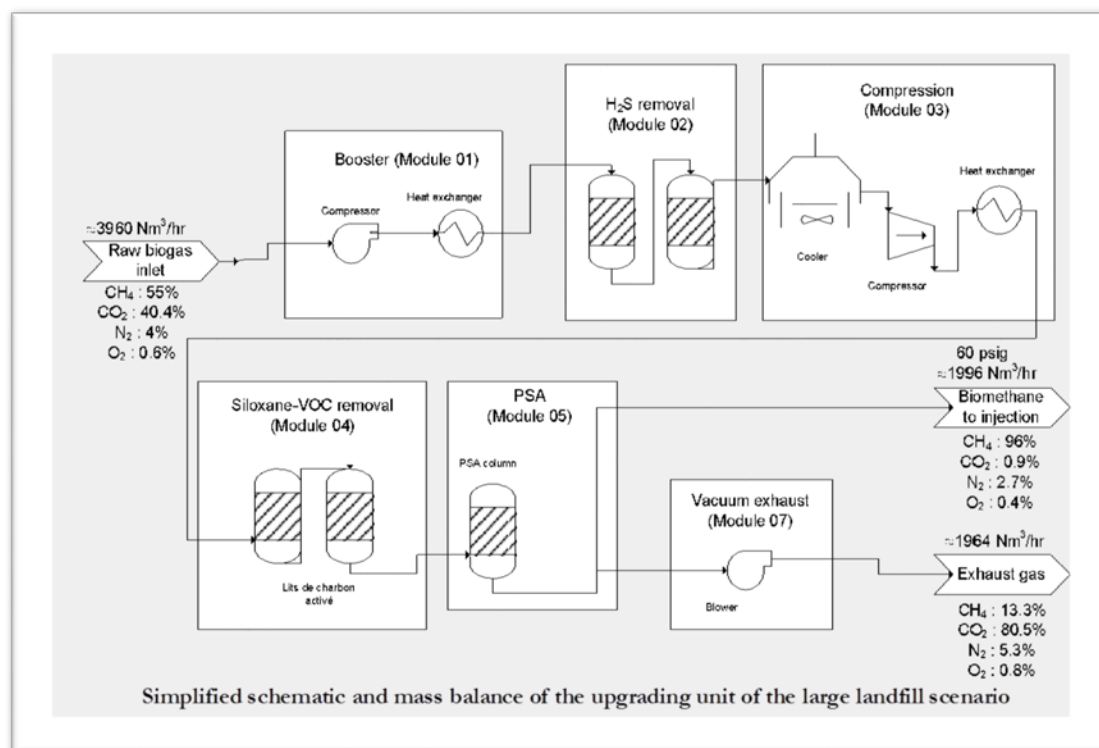 Booster (Module 01)
Compressor
Heat exchanger
H₂S removal
(Module 02)
Compression
(Module 03)
Heat exchanger
Cooler
Compressor
≈3960 Nm³/hr
Raw biogas
inlet
CH₄ : 55%
CO₂ : 40.4%
N₂ : 4%
O₂ : 0.6%
Siloxane-VOC removal
(Module 04)
Lits de charbon
activé
PSA
(Module 05)
PSA column
Vacuum exhaust
(Module 07)
Blower
60 psig
≈1996 Nm³/hr
Biomethane
to injection
CH₄ : 96%
CO₂ : 0.9%
N₂ : 2.7%
O₂ : 0.4%
≈1964 Nm³/hr
Exhaust gas
CH₄ : 13.3%
CO₂ : 80.5%
N₂ : 5.3%
O₂ : 0.8%
Simplified schematic and mass balance of the upgrading unit of the large landfill scenario